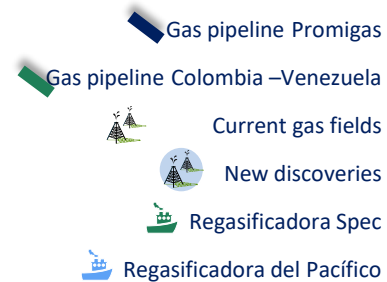 Gas pipeline Promigas
Gas pipeline Colombia –Venezuela
Current gas fields
New discoveries
Regasificadora Spec
Regasificadora del Pacífico